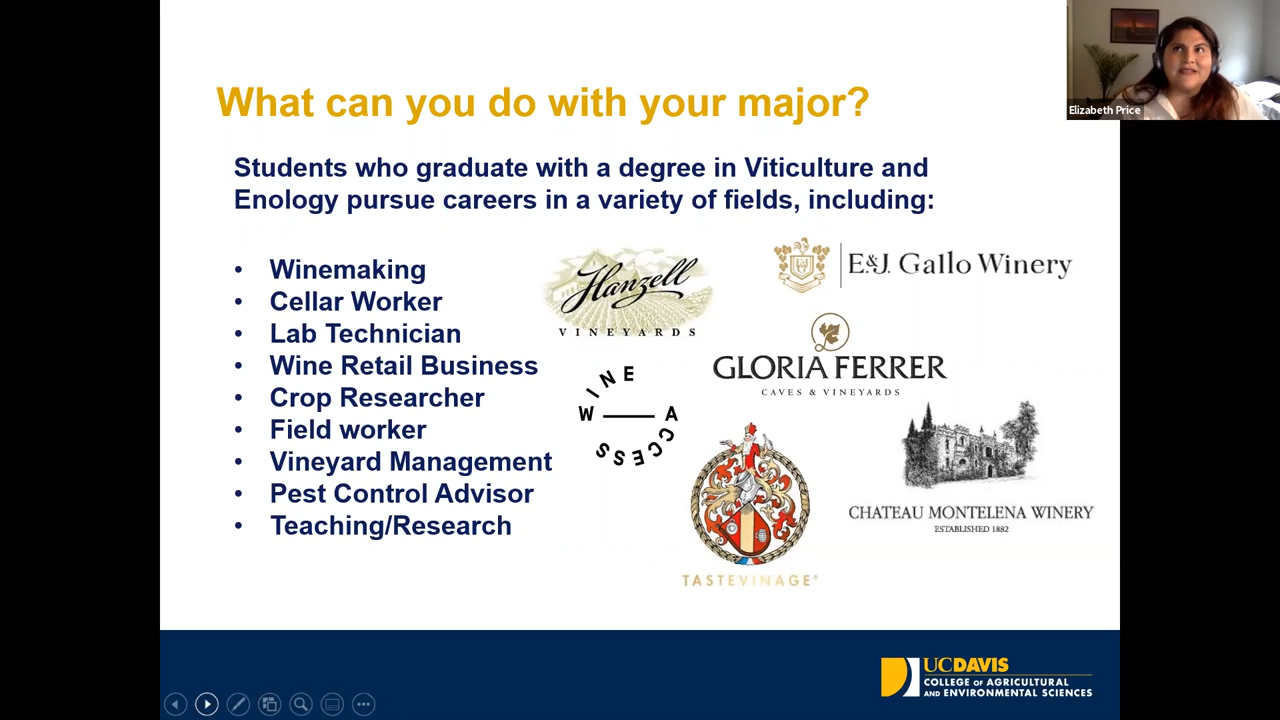 What can you do with your major?
Elizabeth Price
Students who graduate with a degree in Viticulture and
Enology pursue careers in a variety of fields, including:
• Winemaking
• Cellar Worker
• Lab Technician
• Wine Retail Business
• Crop Researcher
• Field worker
• Vineyard Management
• Pest Control Advisor
• Teaching/Research
Hanzell
VINEYARDS
E&J. Gallo Winery
GLORIA FERRER
CAVES & VINEYARDS
WINE
ACCESS
CHATEAU MONTELENA WINERY
ESTABLISHED 1882
TASTEVINAGE®
UCDAVIS
COLLEGE OF AGRICULTURAL
AND ENVIRONMENTAL SCIENCES